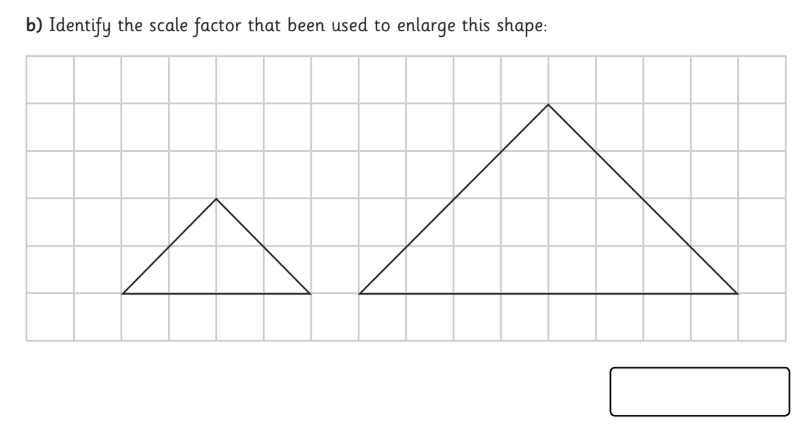 b) Identify the scale factor that been used to enlarge this shape: